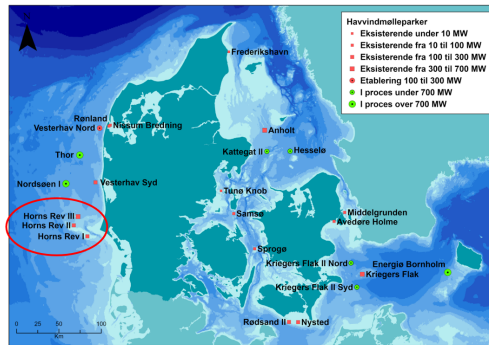 Havvindmølleparker
Eksisterende under 10 MW
Eksisterende fra 10 til 100 MW
Eksisterende fra 100 til 300 MW
Eksisterende fra 300 til 700 MW
Etablering 100 til 300 MW
I proces under 700 MW
I proces over 700 MW
Frederikshavn
Rønland I
Vesterhav Nord
Nissum Bredning
Anholt
Thor
Kattegat II
Hesselø
Nordsøen I
Vesterhav Syd
Tunø Knob
Samsø
Middelgrunden
Avedøre Holme
Horns Rev III
Horns Rev II
Horns Rev I
Sprogø
Kriegers Flak II Nord
Energiø Bornholm
Kriegers Flak
Kriegers Flak II Syd
Rødsand II
Nysted
0 25 50 100
Km